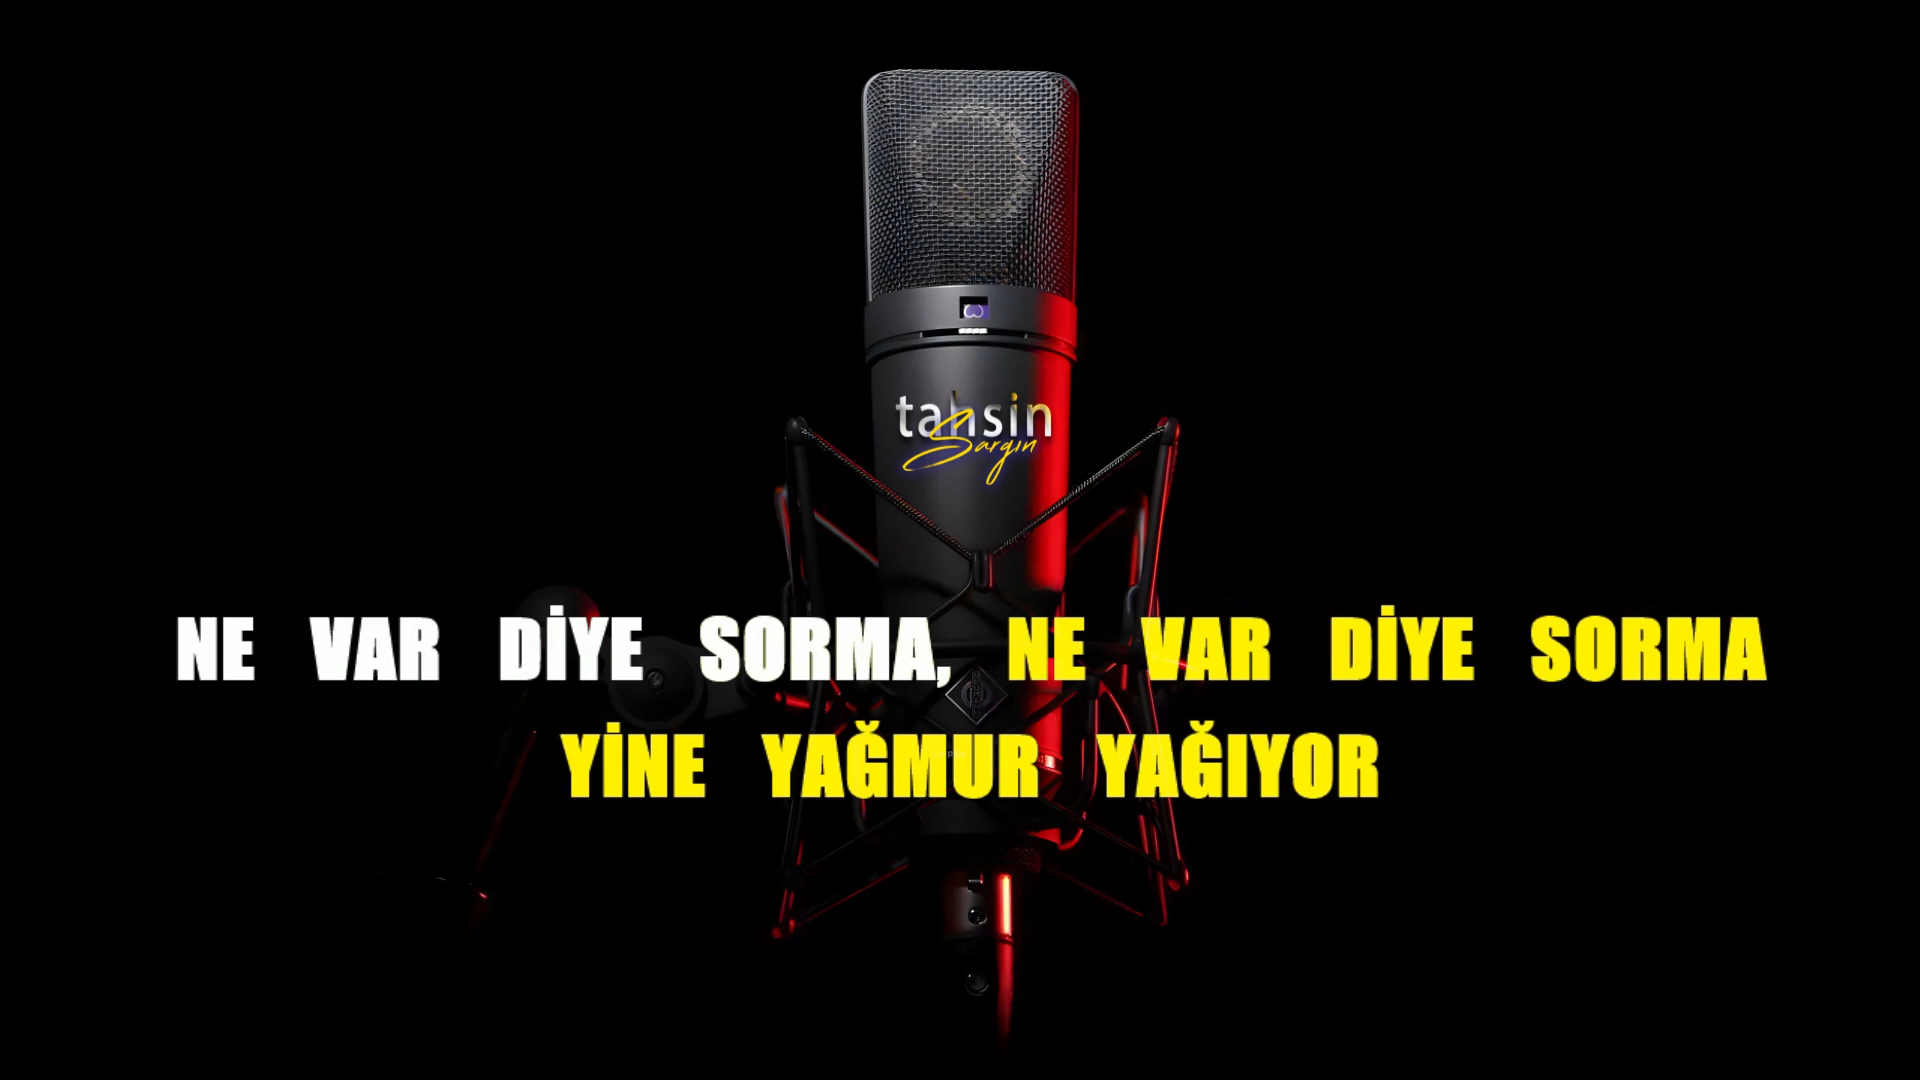 tahsin
Sargın
NE VAR DİYE SORMA, NE VAR DİYE SORMA
YİNE YAĞMUR YAĞIYOR